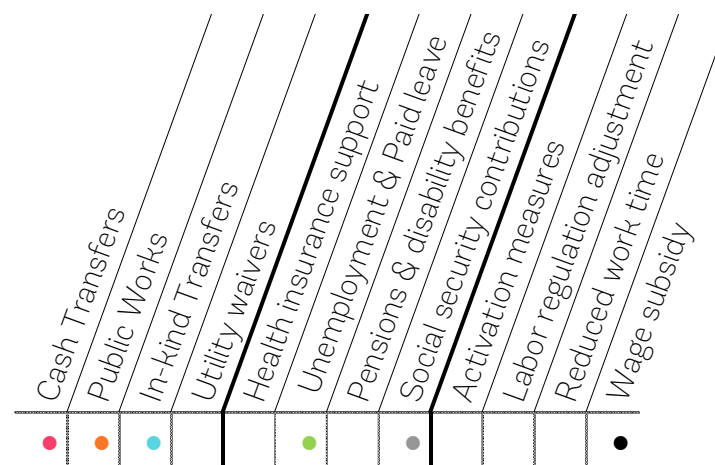 Cash Transfers
Public Works
In-kind Transfers
Utility waivers
Health insurance support
Unemployment & Paid leave
Pensions & disability benefits
Social security contributions
Activation measures
Labor regulation adjustment
Reduced work time
Wage subsidy